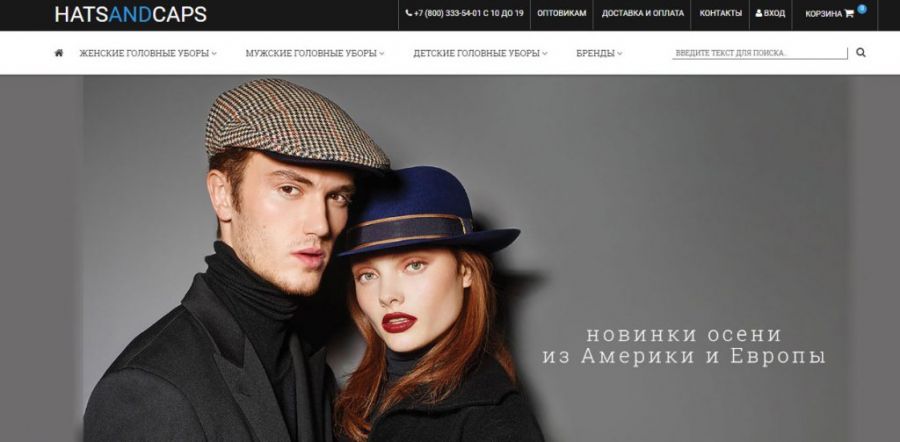 HATSANDCAPS
+7 (800) 333-54-01 С 10 ДО 19
ОПТОВИКАМ
ДОСТАВКА И ОПЛАТА
КОНТАКТЫ
ВХОД
КОРЗИНА 0
ЖЕНСКИЕ ГОЛОВНЫЕ УБОРЫ
МУЖСКИЕ ГОЛОВНЫЕ УБОРЫ
ДЕТСКИЕ ГОЛОВНЫЕ УБОРЫ
БРЕНДЫ
ВВЕДИТЕ ТЕКСТ ДЛЯ ПОИСКА..
новинки осени
из Америки и Европы